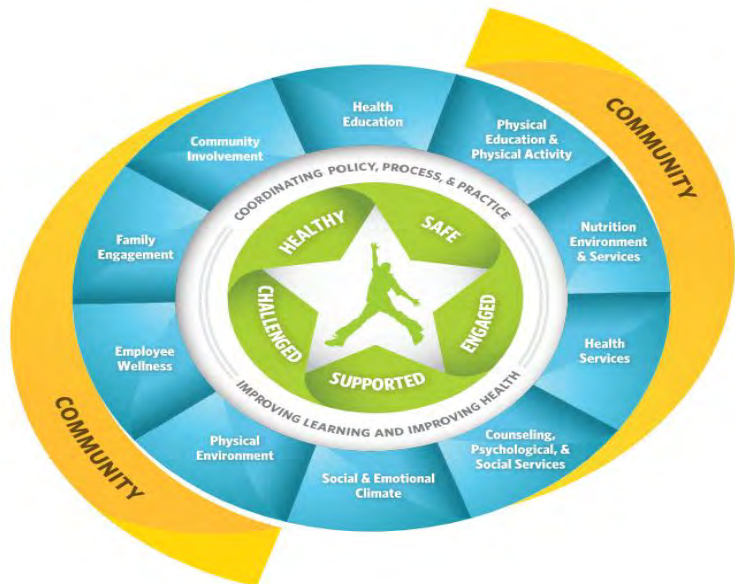 COMMUNITY
Health
Education
Physical
Education &
Physical Activity
Nutrition
Environment
& Services
Health
Services
Counseling,
Psychological, &
Social Services
Social & Emotional
Climate
Physical
Environment
Employee
Wellness
Family
Engagement
Community
Involvement
COORDINATING POLICY, PROCESS, & PRACTICE
IMPROVING LEARNING AND IMPROVING HEALTH
HEALTHY
SAFE
ENGAGED
SUPPORTED
CHALLENGED
COMMUNITY